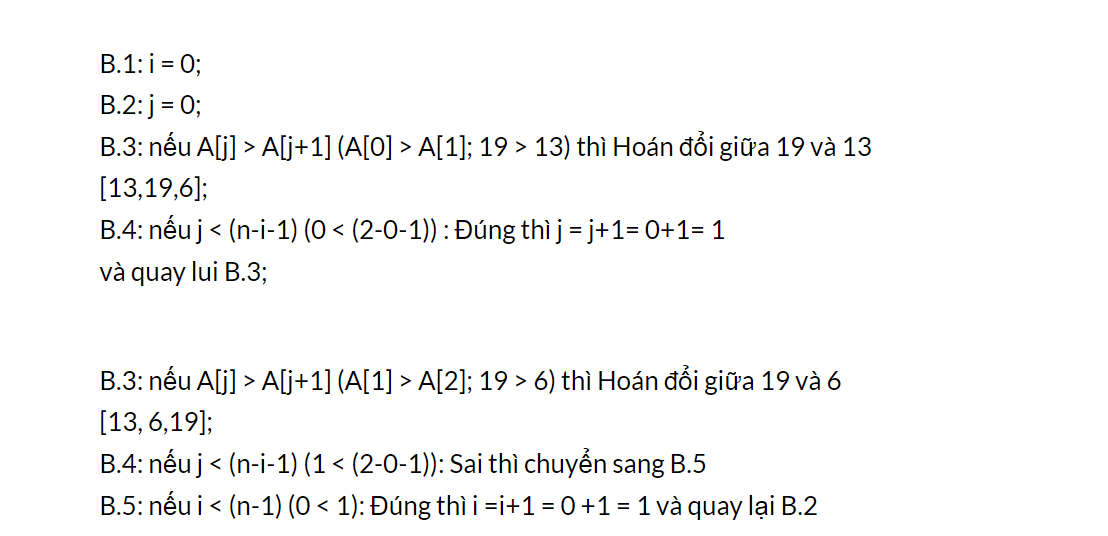 B.1: i = 0;
B.2: j = 0;
B.3: nếu A[j] > A[j+1] (A[0] > A[1]; 19 > 13) thì Hoán đổi giữa 19 và 13
[13,19,6];
B.4: nếu j < (n-i-1) (0 < (2-0-1)) : Đúng thì j = j+1= 0+1= 1
và quay lui B.3;
B.3: nếu A[j] > A[j+1] (A[1] > A[2]; 19 > 6) thì Hoán đổi giữa 19 và 6
[13, 6,19];
B.4: nếu j < (n-i-1) (1 < (2-0-1)): Sai thì chuyển sang B.5
B.5: nếu i < (n-1) (0 < 1): Đúng thì i =i+1 = 0 +1 = 1 và quay lại B.2